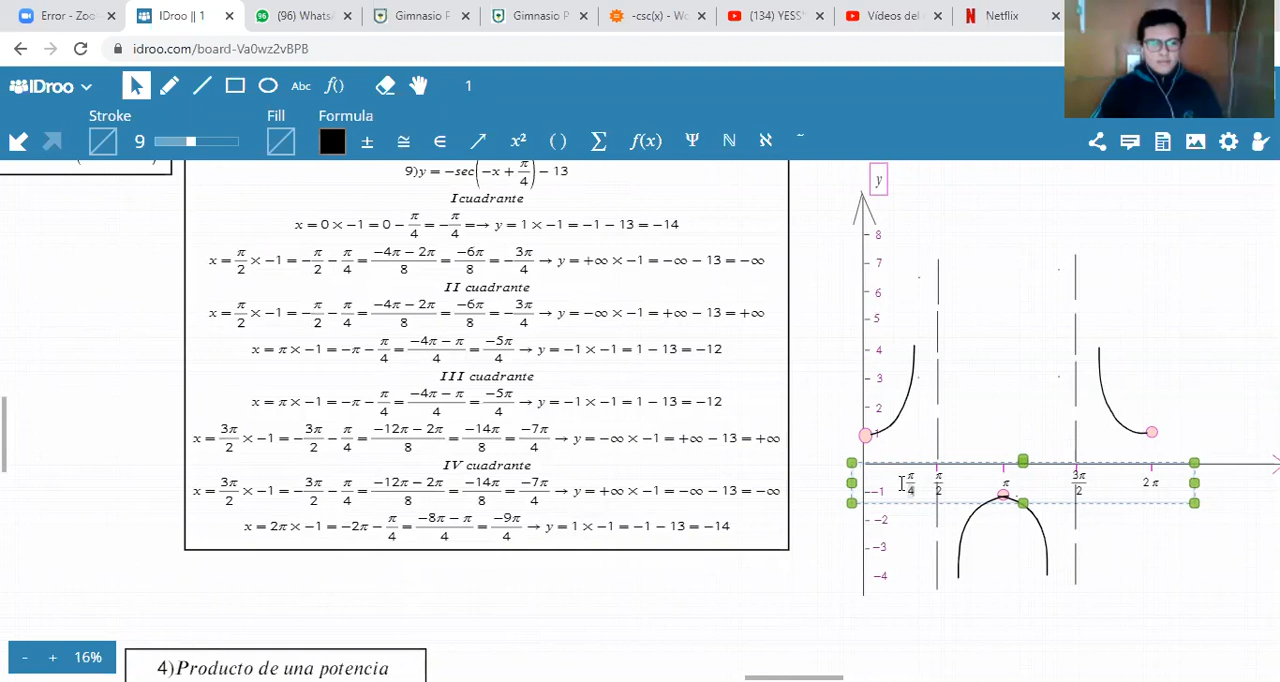 Error - Zoo
IDroo || 1
(96) Whats
Gimnasio F
Gimnasio P
-csc(x) - Wo
(134) YESS
Vídeos del
Netflix
idroo.com/board-Va0wz2vBPB
IDroo
Abc
f()
1
Stroke
Fill
Formula
9
± ≅ ∈ x² ( ) ∑ f(x) Ψ ℕ ℵ ~
9)y = −sec(−x + π/4) − 13
I cuadrante
x = 0 × −1 = 0 − π/4 = −π/4 =→ y = 1 × −1 = −1 − 13 = −14
x = π/2 × −1 = −π/2 − π/4 = −4π − 2π/8 = −6π/8 = −3π/4 → y = +∞ × −1 = −∞ − 13 = −∞
II cuadrante
x = π/2 × −1 = −π/2 − π/4 = −4π − 2π/8 = −6π/8 = −3π/4 → y = −∞ × −1 = +∞ − 13 = +∞
x = π × −1 = −π − π/4 = −4π − π/4 = −5π/4 → y = −1 × −1 = 1 − 13 = −12
III cuadrante
x = π × −1 = −π − π/4 = −4π − π/4 = −5π/4 → y = −1 × −1 = 1 − 13 = −12
x = 3π/2 × −1 = −3π/2 − π/4 = −12π − 2π/8 = −14π/8 = −7π/4 → y = −∞ × −1 = +∞ − 13 = +∞
IV cuadrante
x = 3π/2 × −1 = −3π/2 − π/4 = −12π − 2π/8 = −14π/8 = −7π/4 → y = +∞ × −1 = −∞ − 13 = −∞
x = 2π × −1 = −2π − π/4 = −8π − π/4 = −9π/4 → y = 1 × −1 = −1 − 13 = −14
y
8
7
6
5
4
3
2
1
−π/4 π/2 π 3π/2 2π
−1
−2
−3
−4
- + 16%
4)Producto de una potencia